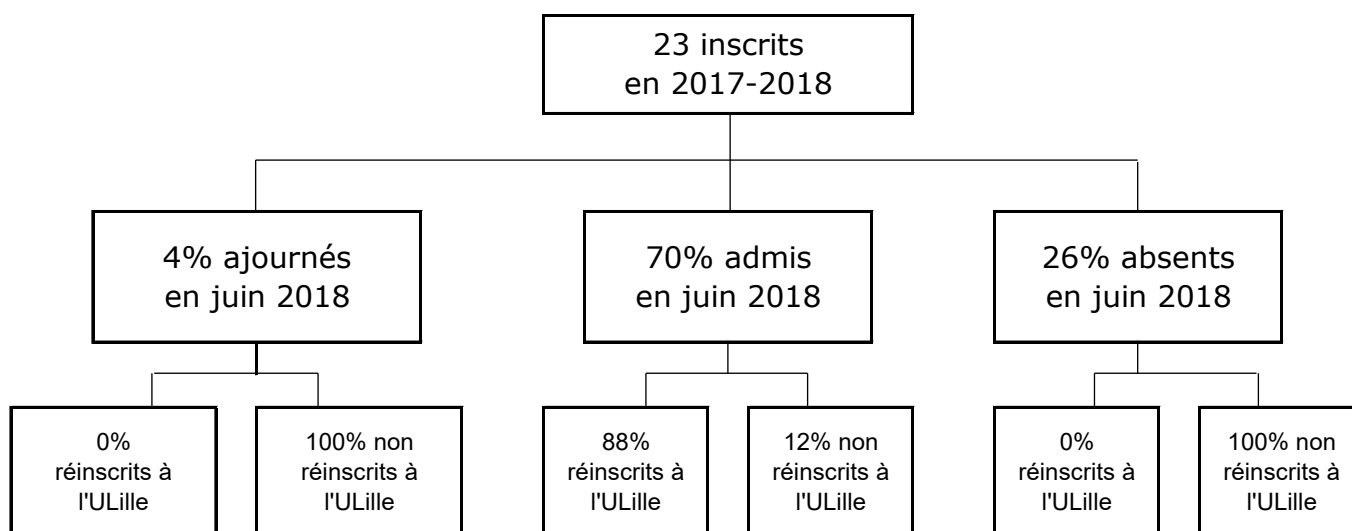 23 inscrits
en 2017-2018
4% ajournés
en juin 2018
70% admis
en juin 2018
26% absents
en juin 2018
0%
réinscrits à
l'ULille
100% non
réinscrits à
l'ULille
88%
réinscrits à
l'ULille
12% non
réinscrits à
l'ULille
0%
réinscrits à
l'ULille
100% non
réinscrits à
l'ULille